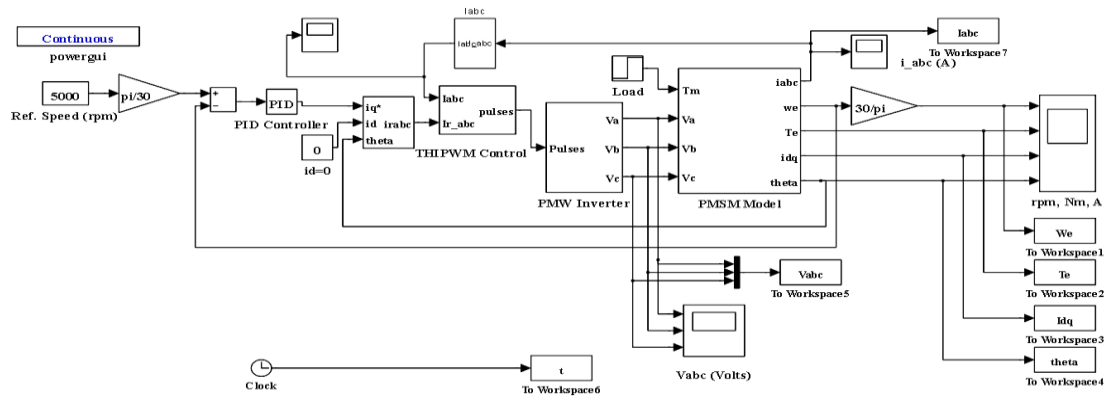 Continuous
powergui
5000
Ref. Speed (rpm)
pi/30
+
−
PID
PID Controller
0
id=0
iq*
id
theta
irabc
Iabc
Iabc
Ir_abc
pulses
THIPWM Control
Pulses
Va
Vb
Vc
PMW Inverter
Load
Tm
Va
Vb
Vc
iabc
we
Te
idq
theta
PMSM Model
Iabc
To Workspace7
i_abc (A)
30/pi
rpm, Nm, A
We
To Workspace1
Te
To Workspace2
Idq
To Workspace3
theta
To Workspace4
Vabc
To Workspace5
Vabc (Volts)
Clock
t
To Workspace6